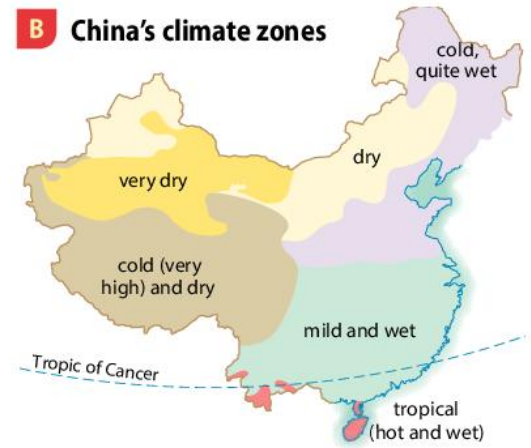 B China's climate zones
cold,
quite wet
dry
very dry
cold (very
high) and dry
mild and wet
Tropic of Cancer
tropical
(hot and wet)